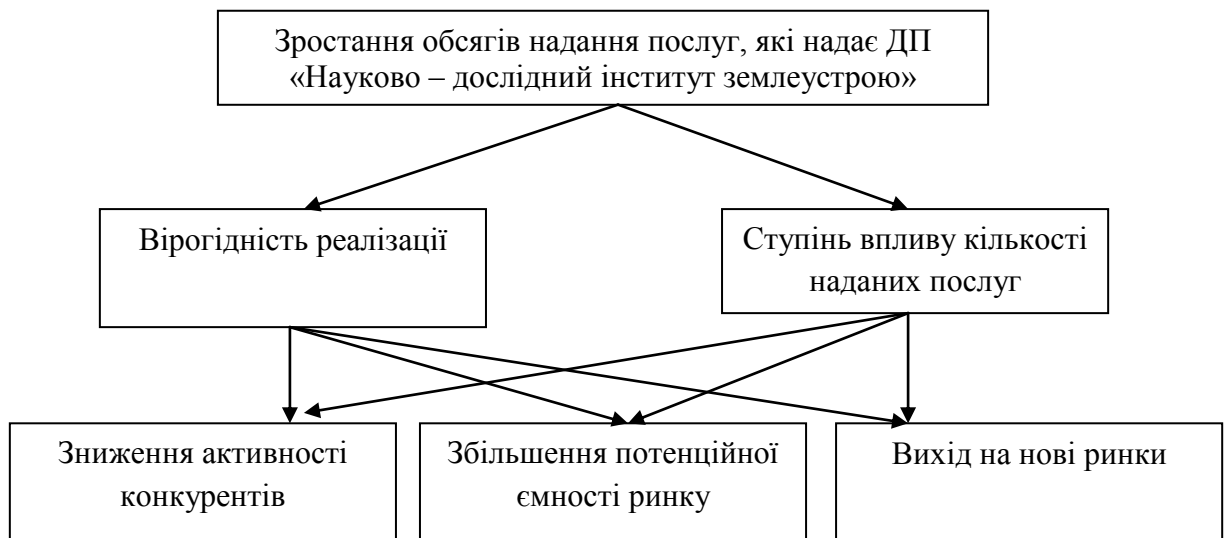 Зростання обсягів надання послуг, які надає ДП
«Науково – дослідний інститут землеустрою»
Вірогідність реалізації
Ступінь впливу кількості
наданих послуг
Зниження активності
конкурентів
Збільшення потенційної
ємності ринку
Вихід на нові ринки